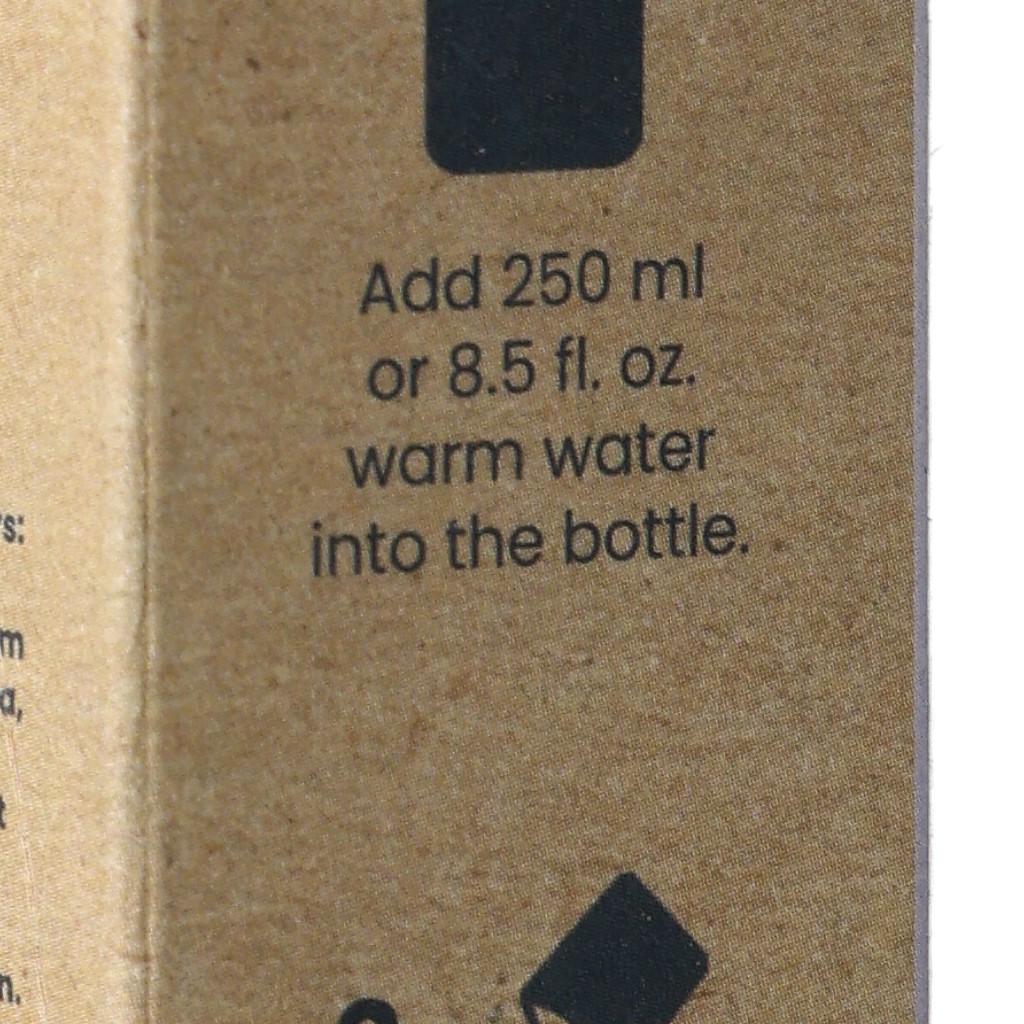 Add 250 ml
or 8.5 fl. oz.
warm water
into the bottle.